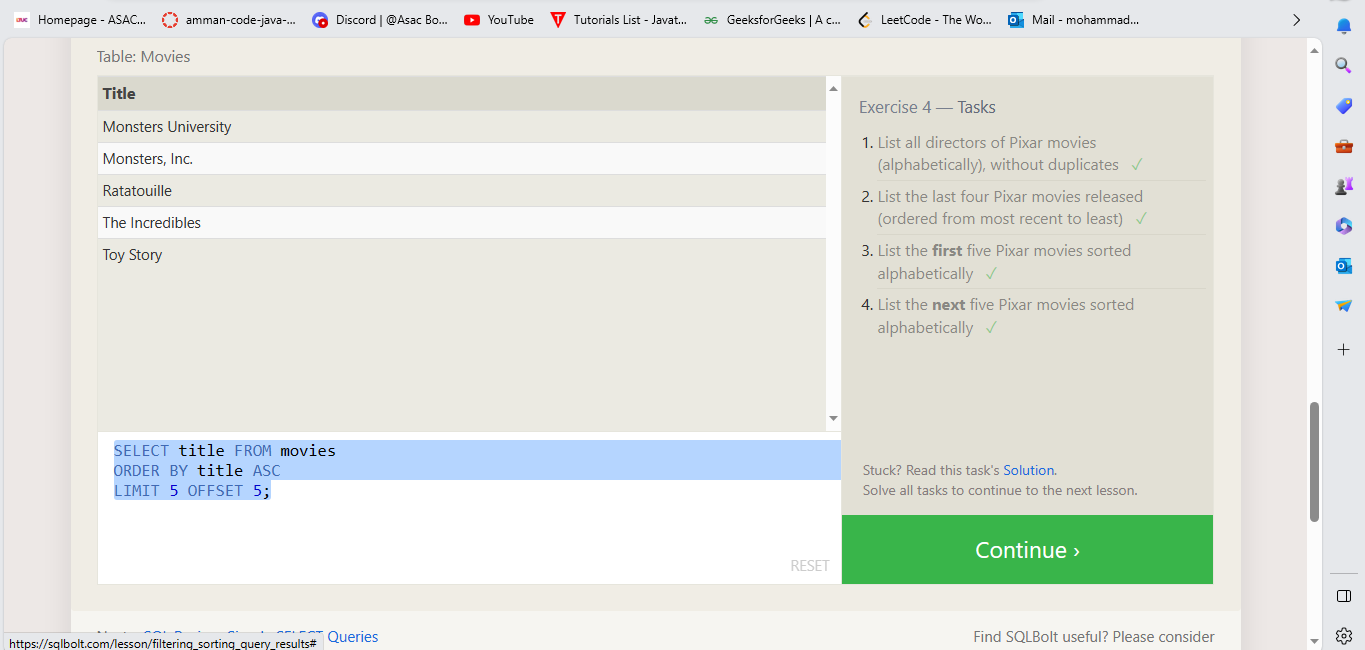 Homepage - ASAC...
amman-code-java-...
Discord | @Asac Bo...
YouTube
Tutorials List - Javat...
GeeksforGeeks | A c...
LeetCode - The Wo...
Mail - mohammad...
Table: Movies
Title
Monsters University
Monsters, Inc.
Ratatouille
The Incredibles
Toy Story
SELECT title FROM movies
ORDER BY title ASC
LIMIT 5 OFFSET 5;
RESET
Exercise 4 — Tasks
1. List all directors of Pixar movies
(alphabetically), without duplicates ✓
2. List the last four Pixar movies released
(ordered from most recent to least) ✓
3. List the first five Pixar movies sorted
alphabetically ✓
4. List the next five Pixar movies sorted
alphabetically ✓
Stuck? Read this task's Solution.
Solve all tasks to continue to the next lesson.
Continue ›
Queries
Find SQLBolt useful? Please consider
https://sqlbolt.com/lesson/filtering_sorting_query_results#